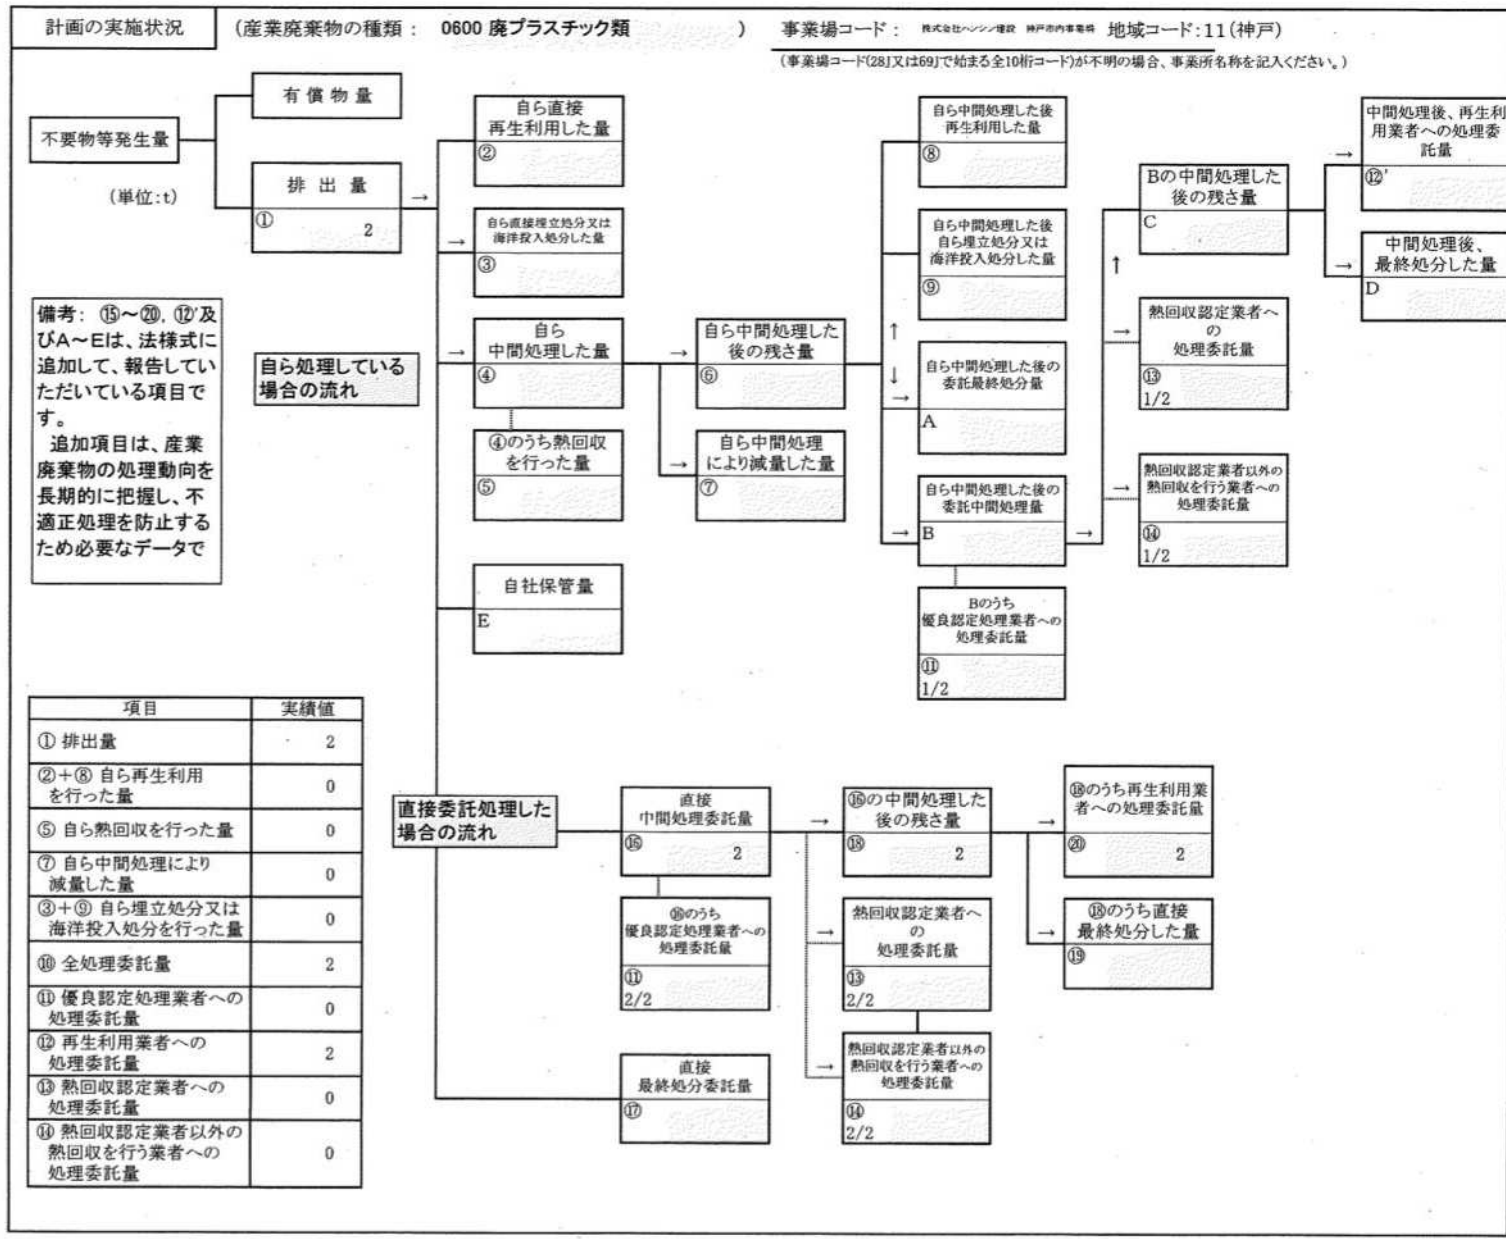 計画の実施状況
(産業廃棄物の種類： 0600 廃プラスチック類 )
事業場コード： 株式会社ハンシン建設 神戸市内事業場 地域コード：11(神戸)
(事業場コード(28｣又は69｣で始まる全10桁コード)が不明の場合、事業所名称を記入ください。)
不要物等発生量
(単位:t)
有償物量
排出量
① 2
備考： ⑮～⑳, ⑫'及
びA～Eは、法様式に
追加して、報告してい
ただいている項目で
す。
追加項目は、産業
廃棄物の処理動向を
長期的に把握し、不
適正処理を防止する
ため必要なデータで
自ら処理している
場合の流れ
自ら直接
再生利用した量
②
自ら直接埋立処分又は
海洋投入処分した量
③
自ら
中間処理した量
④
④のうち熱回収
を行った量
⑤
自社保管量
E
自ら中間処理した
後の残さ量
⑥
自ら中間処理
により減量した量
⑦
自ら中間処理した後
再生利用した量
⑧
自ら中間処理した後
自ら埋立処分又は
海洋投入処分した量
⑨
自ら中間処理した後の
委託最終処分量
A
自ら中間処理した後の
委託中間処理量
B
Bのうち
優良認定処理業者への
処理委託量
⑪
1/2
Bの中間処理した
後の残さ量
C
熱回収認定業者へ
の
処理委託量
⑬
1/2
熱回収認定業者以外の
熱回収を行う業者への
処理委託量
⑭
1/2
中間処理後、再生利
用業者への処理委
託量
⑫'
中間処理後、
最終処分した量
D
項目 実績値
① 排出量 2
②+⑧ 自ら再生利用
を行った量 0
⑤ 自ら熱回収を行った量 0
⑦ 自ら中間処理により
減量した量 0
③+⑨ 自ら埋立処分又は
海洋投入処分を行った量 0
⑩ 全処理委託量 2
⑪ 優良認定処理業者への
処理委託量 0
⑫ 再生利用業者への
処理委託量 2
⑬ 熱回収認定業者への
処理委託量 0
⑭ 熱回収認定業者以外の
熱回収を行う業者への
処理委託量 0
直接委託処理した
場合の流れ
直接
中間処理委託量
⑯ 2
⑯のうち
優良認定処理業者への
処理委託量
⑪
2/2
直接
最終処分委託量
⑰
⑯の中間処理した
後の残さ量
⑱ 2
熱回収認定業者へ
の
処理委託量
⑬
2/2
熱回収認定業者以外の
熱回収を行う業者への
処理委託量
⑭
2/2
⑱のうち再生利用業
者への処理委託量
⑳ 2
⑱のうち直接
最終処分した量
⑲